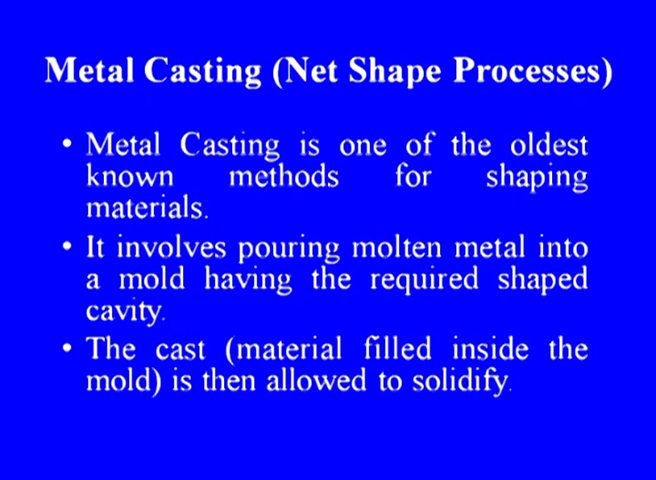 Metal Casting (Net Shape Processes)
• Metal Casting is one of the oldest
known methods for shaping
materials.
• It involves pouring molten metal into
a mold having the required shaped
cavity.
• The cast (material filled inside the
mold) is then allowed to solidify.